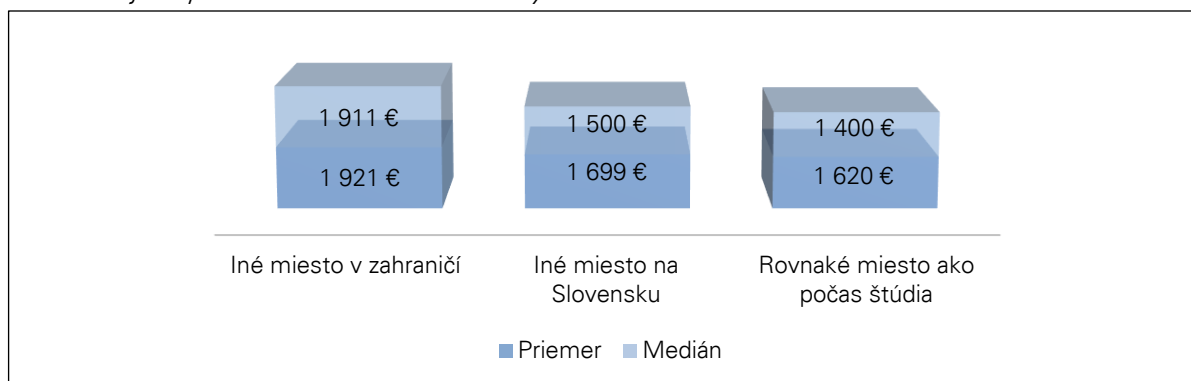 1 911 €
1 500 €
1 400 €
1 921 €
1 699 €
1 620 €
Iné miesto v zahraničí
Iné miesto na
Slovensku
Rovnaké miesto ako
počas štúdia
Priemer
Medián